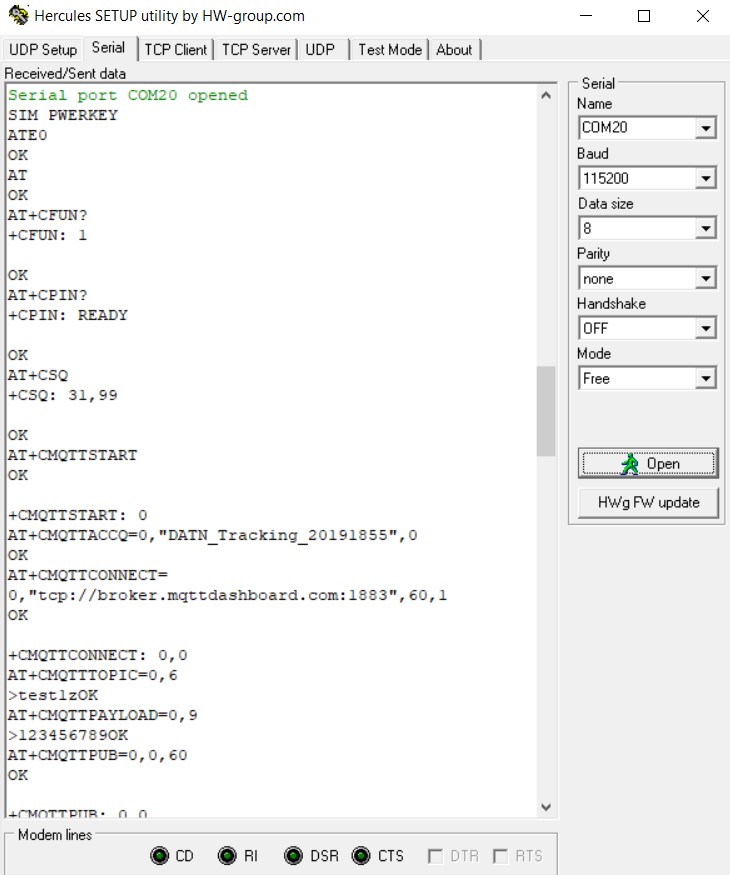 Hercules SETUP utility by HW-group.com
UDP Setup Serial TCP Client TCP Server UDP Test Mode About
Received/Sent data
Serial port COM20 opened
SIM PWERKEY
ATE0
OK
AT
OK
AT+CFUN?
+CFUN: 1
OK
AT+CPIN?
+CPIN: READY
OK
AT+CSQ
+CSQ: 31,99
OK
AT+CMQTTSTART
OK
+CMQTTSTART: 0
AT+CMQTTACCQ=0,"DATN_Tracking_20191855",0
OK
AT+CMQTTCONNECT=
0,"tcp://broker.mqttdashboard.com:1883",60,1
OK
+CMQTTCONNECT: 0,0
AT+CMQTTTOPIC=0,6
>test1zOK
AT+CMQTTPAYLOAD=0,9
>123456789OK
AT+CMQTTPUB=0,0,60
OK
+CMQTTPUB: 0,0
Serial
Name
COM20
Baud
115200
Data size
8
Parity
none
Handshake
OFF
Mode
Free
Open
HWg FW update
Modem lines
CD RI DSR CTS DTR RTS